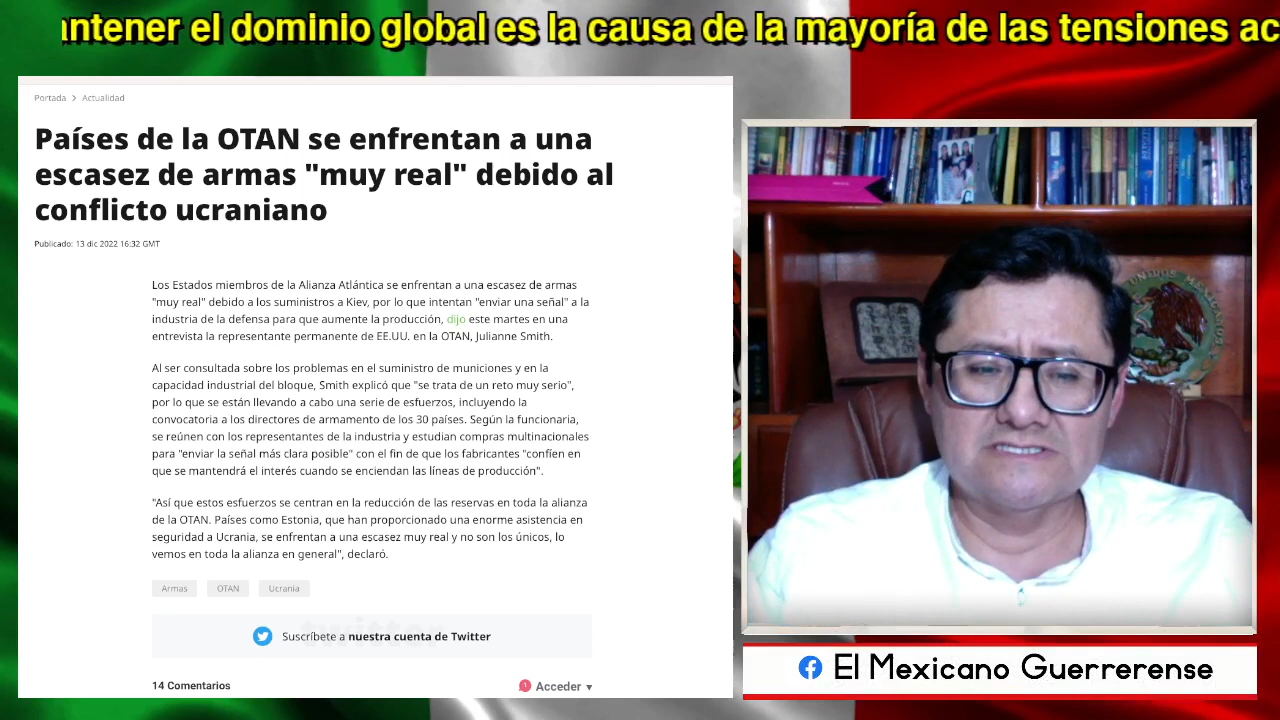 ntener el dominio global es la causa de la mayoría de las tensiones ac
Portada > Actualidad
Países de la OTAN se enfrentan a una
escasez de armas "muy real" debido al
conflicto ucraniano
Publicado: 13 dic 2022 16:32 GMT
Los Estados miembros de la Alianza Atlántica se enfrentan a una escasez de armas
"muy real" debido a los suministros a Kiev, por lo que intentan "enviar una señal" a la
industria de la defensa para que aumente la producción, dijo este martes en una
entrevista la representante permanente de EE.UU. en la OTAN, Julianne Smith.
Al ser consultada sobre los problemas en el suministro de municiones y en la
capacidad industrial del bloque, Smith explicó que "se trata de un reto muy serio",
por lo que se están llevando a cabo una serie de esfuerzos, incluyendo la
convocatoria a los directores de armamento de los 30 países. Según la funcionaria,
se reúnen con los representantes de la industria y estudian compras multinacionales
para "enviar la señal más clara posible" con el fin de que los fabricantes "confíen en
que se mantendrá el interés cuando se enciendan las líneas de producción".
"Así que estos esfuerzos se centran en la reducción de las reservas en toda la alianza
de la OTAN. Países como Estonia, que han proporcionado una enorme asistencia en
seguridad a Ucrania, se enfrentan a una escasez muy real y no son los únicos, lo
vemos en toda la alianza en general", declaró.
Armas OTAN Ucrania
Suscríbete a nuestra cuenta de Twitter
14 Comentarios
1 Acceder
El Mexicano Guerrerense